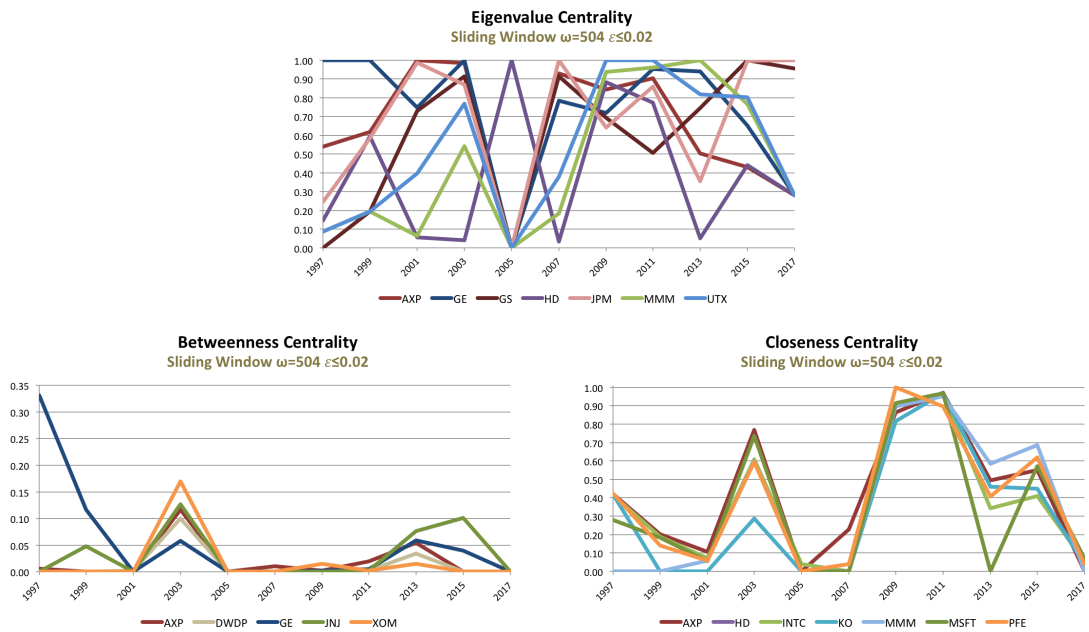 Eigenvalue Centrality
Sliding Window ω=504 ε≤0.02
1.00
0.90
0.80
0.70
0.60
0.50
0.40
0.30
0.20
0.10
0.00
1997 1999 2001 2003 2005 2007 2009 2011 2013 2015 2017
AXP GE GS HD JPM MMM UTX
Betweenness Centrality
Sliding Window ω=504 ε≤0.02
0.35
0.30
0.25
0.20
0.15
0.10
0.05
0.00
1997 1999 2001 2003 2005 2007 2009 2011 2013 2015 2017
AXP DWDP GE JNJ XOM
Closeness Centrality
Sliding Window ω=504 ε≤0.02
1.00
0.90
0.80
0.70
0.60
0.50
0.40
0.30
0.20
0.10
0.00
1997 1999 2001 2003 2005 2007 2009 2011 2013 2015 2017
AXP HD INTC KO MMM MSFT PFE